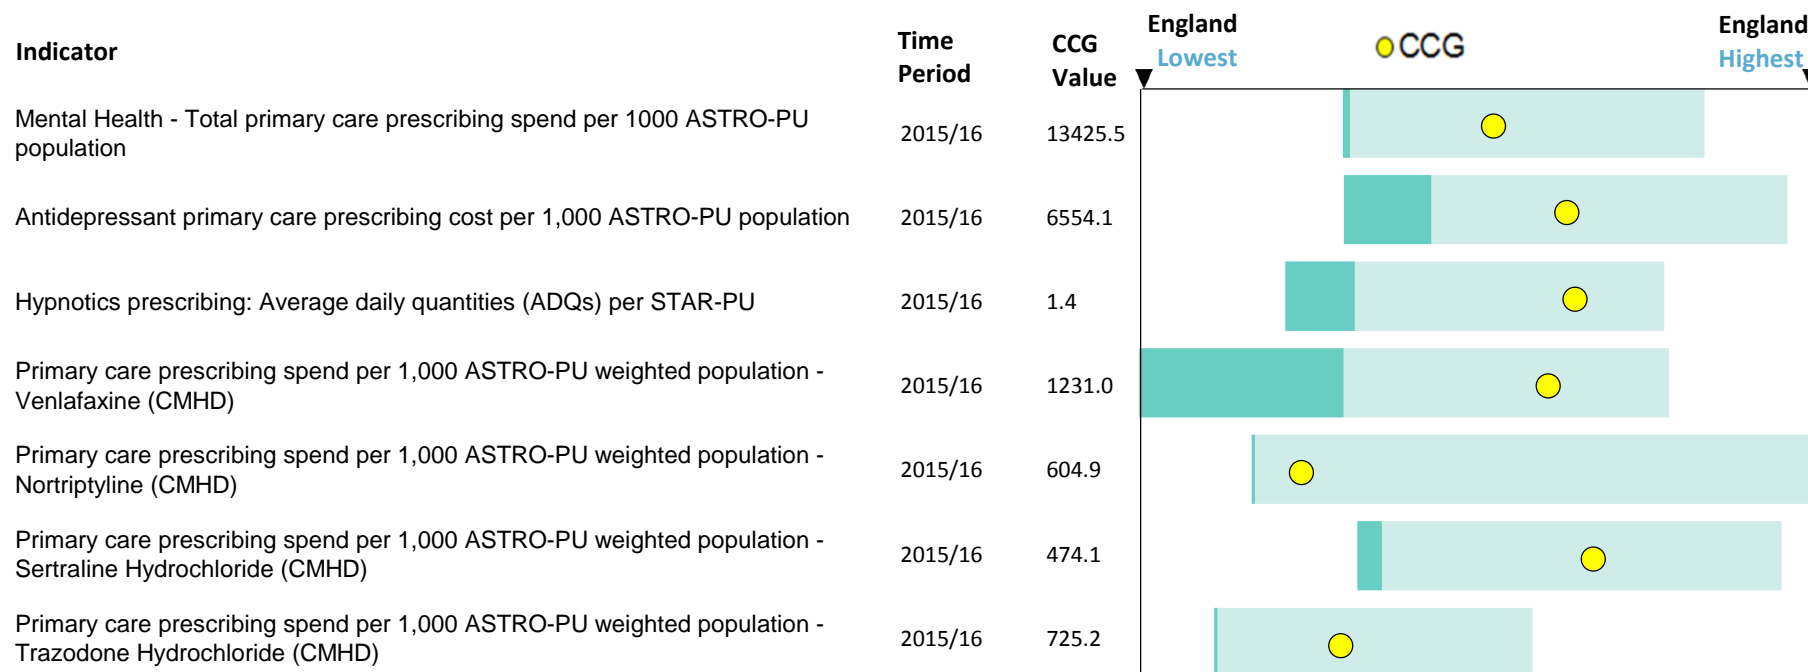 Indicator
Time
Period
CCG
Value
England
Lowest
CCG
England
Highest
Mental Health - Total primary care prescribing spend per 1000 ASTRO-PU
population
2015/16
13425.5
Antidepressant primary care prescribing cost per 1,000 ASTRO-PU population
2015/16
6554.1
Hypnotics prescribing: Average daily quantities (ADQs) per STAR-PU
2015/16
1.4
Primary care prescribing spend per 1,000 ASTRO-PU weighted population -
Venlafaxine (CMHD)
2015/16
1231.0
Primary care prescribing spend per 1,000 ASTRO-PU weighted population -
Nortriptyline (CMHD)
2015/16
604.9
Primary care prescribing spend per 1,000 ASTRO-PU weighted population -
Sertraline Hydrochloride (CMHD)
2015/16
474.1
Primary care prescribing spend per 1,000 ASTRO-PU weighted population -
Trazodone Hydrochloride (CMHD)
2015/16
725.2